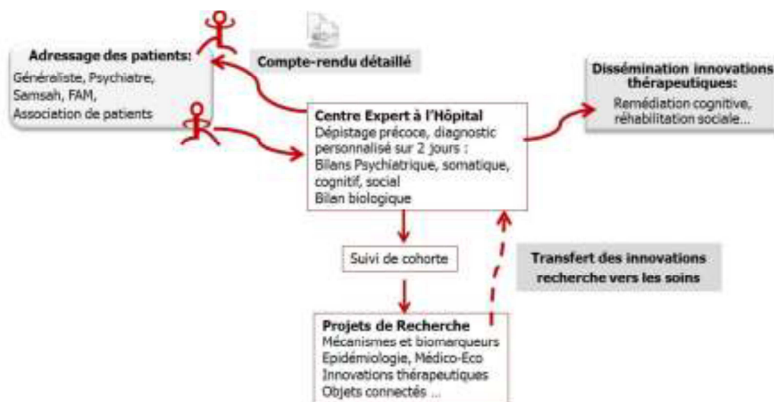 Adressage des patients:
Généraliste, Psychiatre,
Samsah, FAM,
Association de patients
Compte-rendu détaillé
Centre Expert à l'Hôpital
Dépistage précoce, diagnostic
personnalisé sur 2 jours :
Bilans Psychiatrique, somatique,
cognitif, social
Bilan biologique
Dissémination innovations
thérapeutiques:
Remédiation cognitive,
réhabilitation sociale...
Suivi de cohorte
Transfert des innovations
recherche vers les soins
Projets de Recherche
Mécanismes et biomarqueurs
Epidémiologie, Médico-Eco
Innovations thérapeutiques
Objets connectés ...